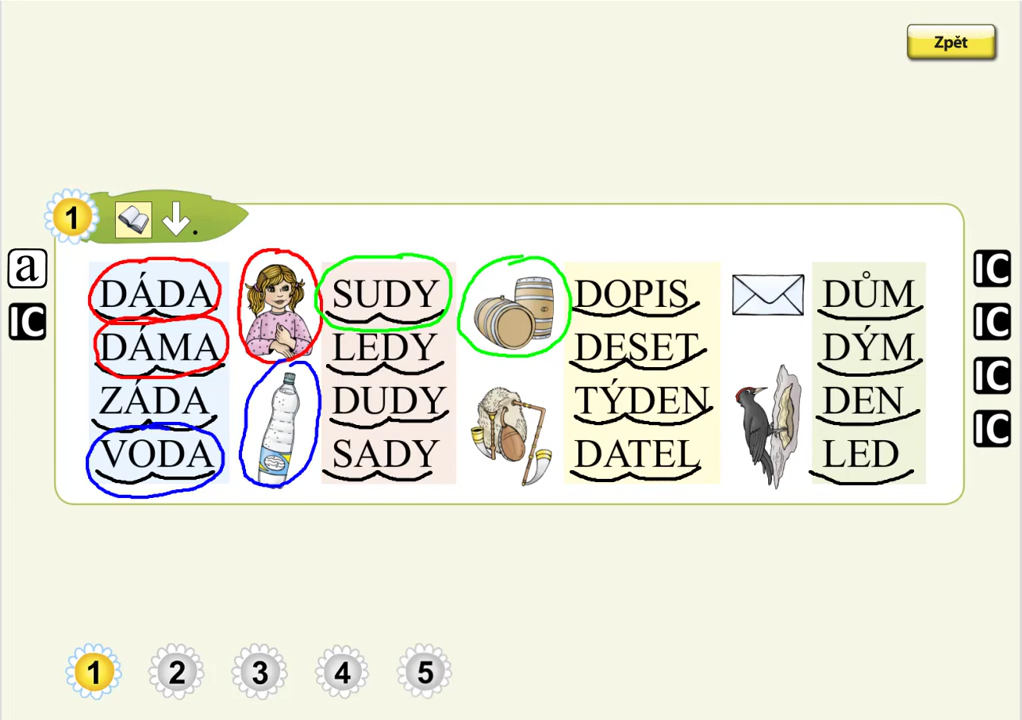 Zpět
1
a
IC
DÁDA
DÁMA
ZÁDA
VODA
SUDY
LEDY
DUDY
SADY
DOPIS
DESET
TÝDEN
DATEL
DŮM
DÝM
DEN
LED
IC
IC
IC
IC
1 2 3 4 5